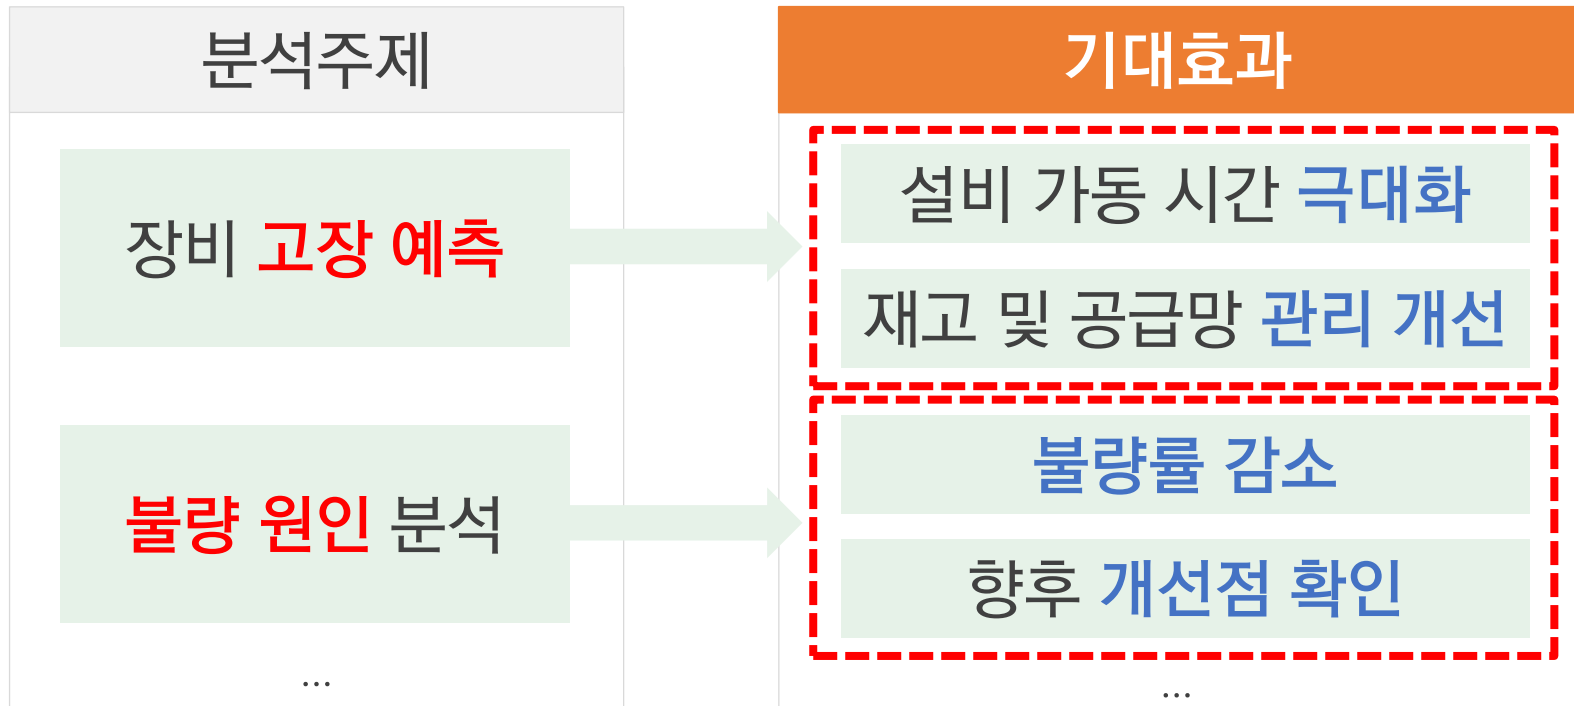 분석주제
장비 고장 예측
불량 원인 분석
...
기대효과
설비 가동 시간 극대화
재고 및 공급망 관리 개선
불량률 감소
향후 개선점 확인
...